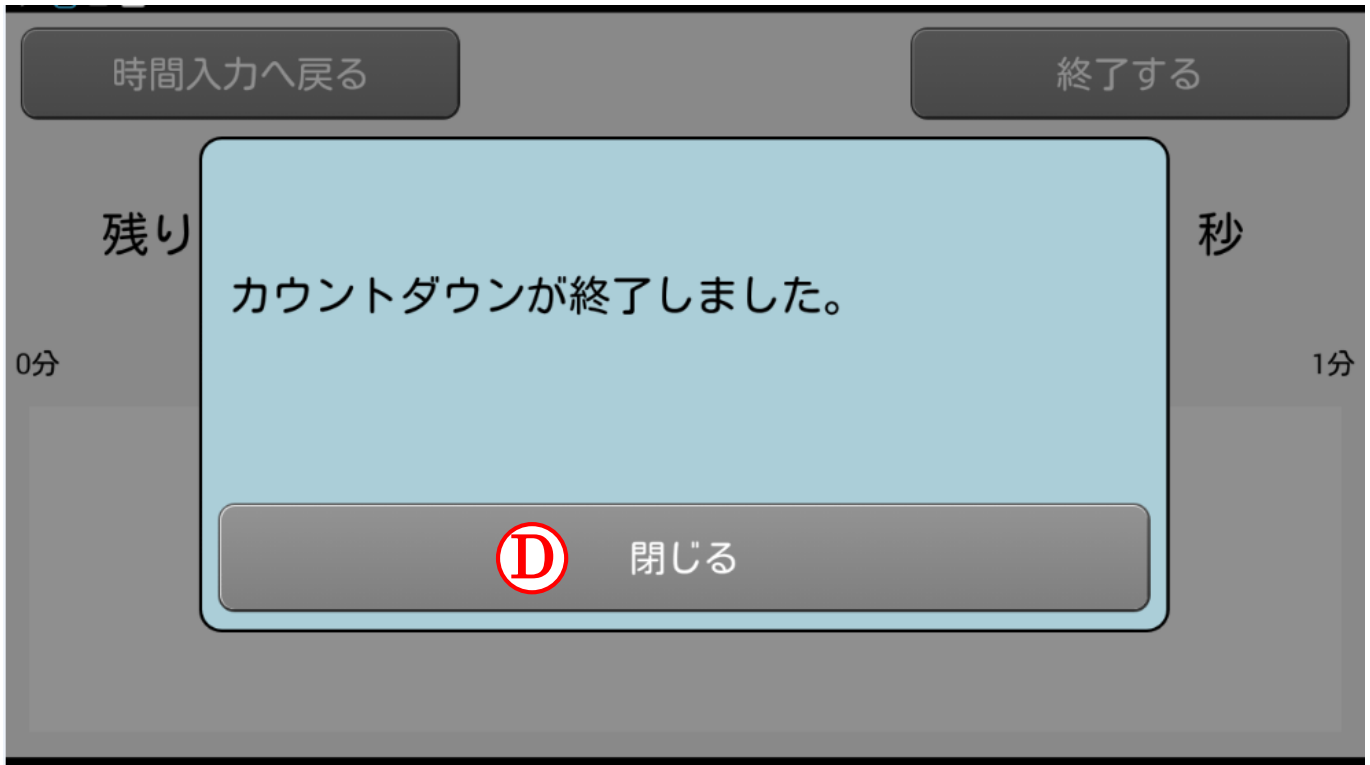 時間入力へ戻る
終了する
残り
秒
カウントダウンが終了しました。
0分
1分
D 閉じる